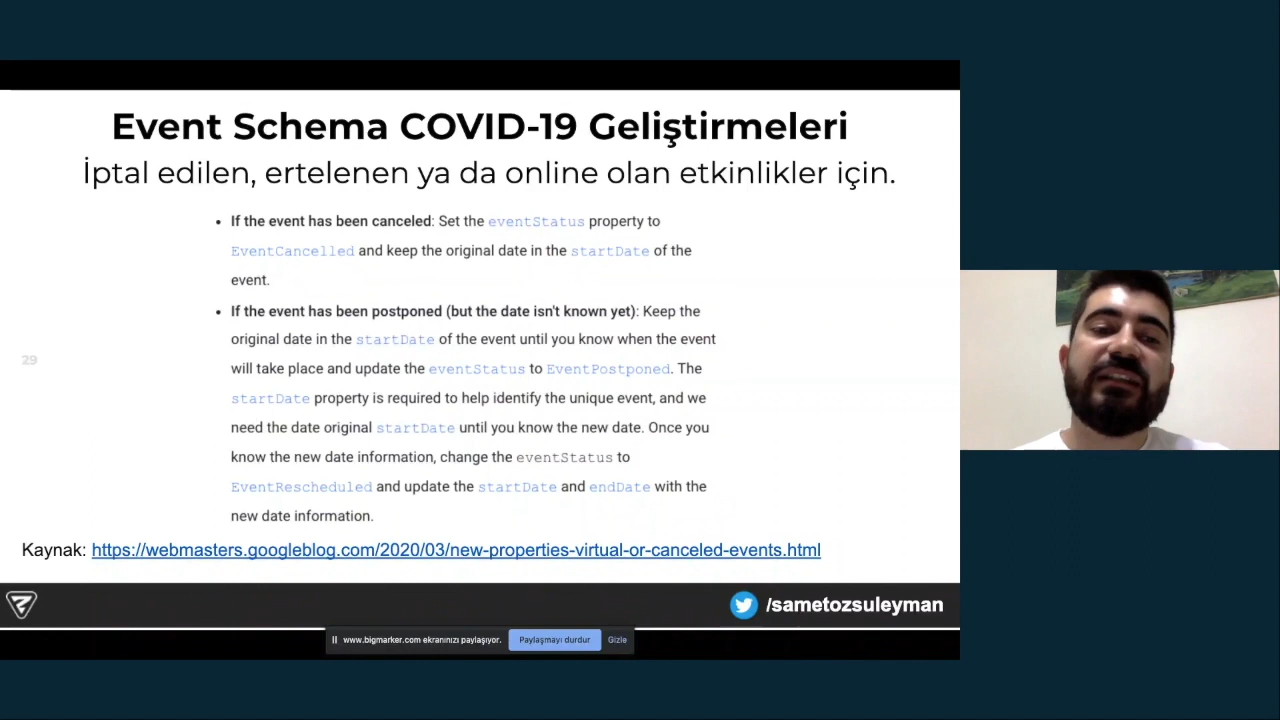 Event Schema COVID-19 Geliştirmeleri
İptal edilen, ertelenen ya da online olan etkinlikler için.
• If the event has been canceled: Set the eventStatus property to
EventCancelled and keep the original date in the startDate of the
event.
• If the event has been postponed (but the date isn't known yet): Keep the
original date in the startDate of the event until you know when the event
will take place and update the eventStatus to EventPostponed. The
startDate property is required to help identify the unique event, and we
need the date original startDate until you know the new date. Once you
know the new date information, change the eventStatus to
EventRescheduled and update the startDate and endDate with the
new date information.
29
Kaynak: https://webmasters.googleblog.com/2020/03/new-properties-virtual-or-canceled-events.html
/sametozsuleyman
www.bigmarker.com ekranınızı paylaşıyor. Paylaşmayı durdur Gizle